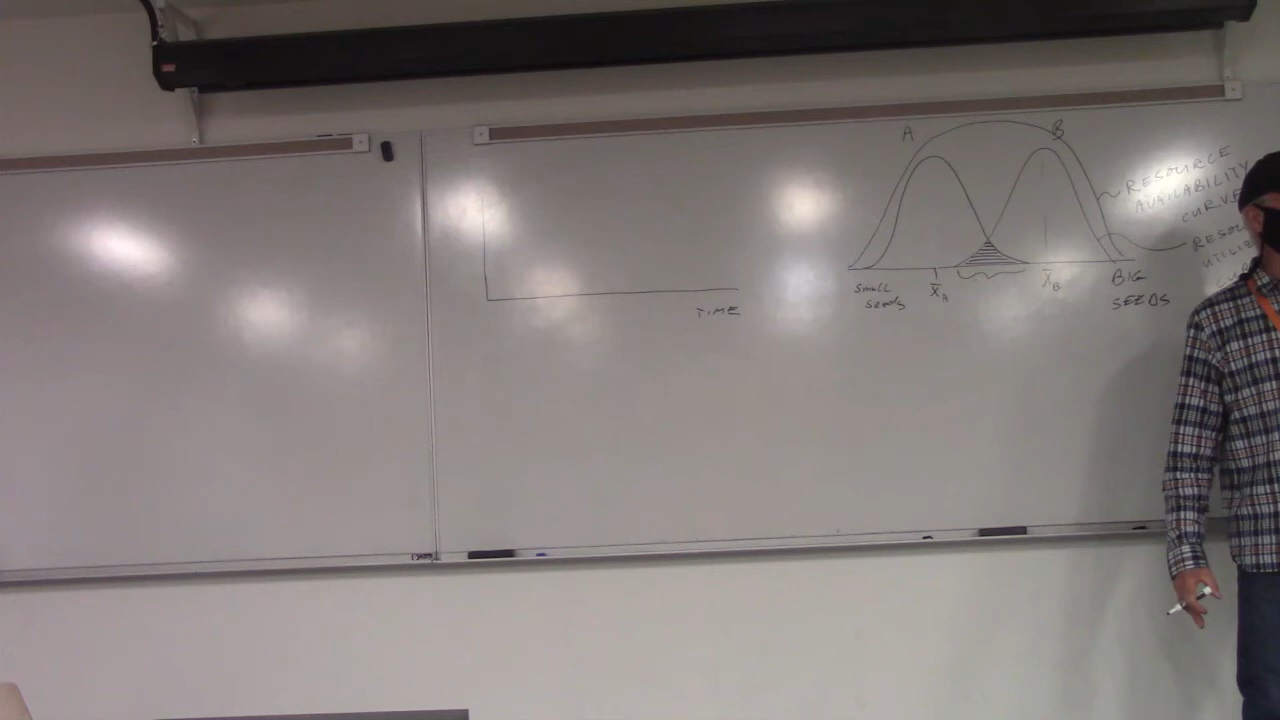 TIME
A
B
small
seeds
X̄A
X̄B
BIG
SEEDS
RESOURCE
AVAILABILITY
CURVE